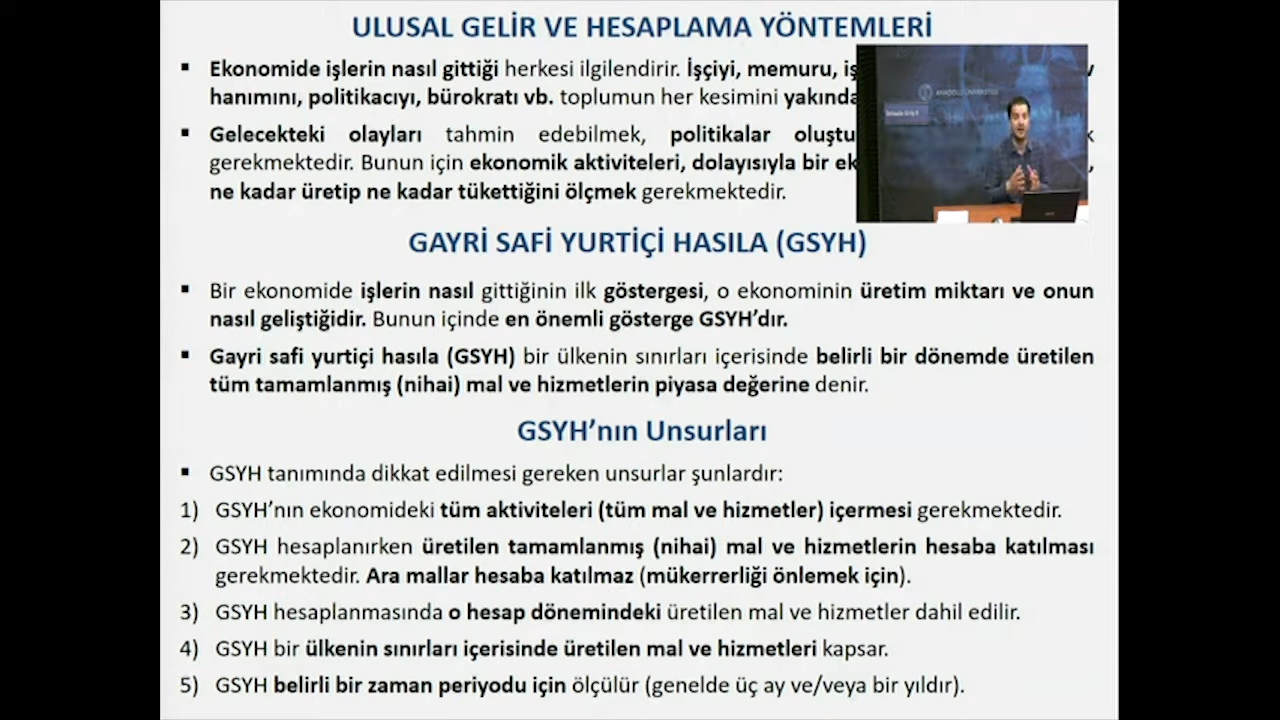 ULUSAL GELİR VE HESAPLAMA YÖNTEMLERİ
▪ Ekonomide işlerin nasıl gittiği herkesi ilgilendirir. İşçiyi, memuru,
hanımını, politikacıyı, bürokratı vb. toplumun her kesimini
▪ Gelecekteki olayları tahmin edebilmek, politikalar
gerekmektedir. Bunun için ekonomik aktiviteleri, dolayısıyla bir
ne kadar üretip ne kadar tükettiğini ölçmek gerekmektedir.
ANADOLU ÜNİVERSİTESİ
GAYRİ SAFİ YURTİÇİ HASILA (GSYH)
▪ Bir ekonomide işlerin nasıl gittiğinin ilk göstergesi, o ekonominin üretim miktarı ve onun
nasıl geliştiğidir. Bunun içinde en önemli gösterge GSYH’dır.
▪ Gayri safi yurtiçi hasıla (GSYH) bir ülkenin sınırları içerisinde belirli bir dönemde üretilen
tüm tamamlanmış (nihai) mal ve hizmetlerin piyasa değerine denir.
GSYH’nın Unsurları
▪ GSYH tanımında dikkat edilmesi gereken unsurlar şunlardır:
1) GSYH’nın ekonomideki tüm aktiviteleri (tüm mal ve hizmetler) içermesi gerekmektedir.
2) GSYH hesaplanırken üretilen tamamlanmış (nihai) mal ve hizmetlerin hesaba katılması
gerekmektedir. Ara mallar hesaba katılmaz (mükerrerliği önlemek için).
3) GSYH hesaplanmasında o hesap dönemindeki üretilen mal ve hizmetler dahil edilir.
4) GSYH bir ülkenin sınırları içerisinde üretilen mal ve hizmetleri kapsar.
5) GSYH belirli bir zaman periyodu için ölçülür (genelde üç ay ve/veya bir yıldır).